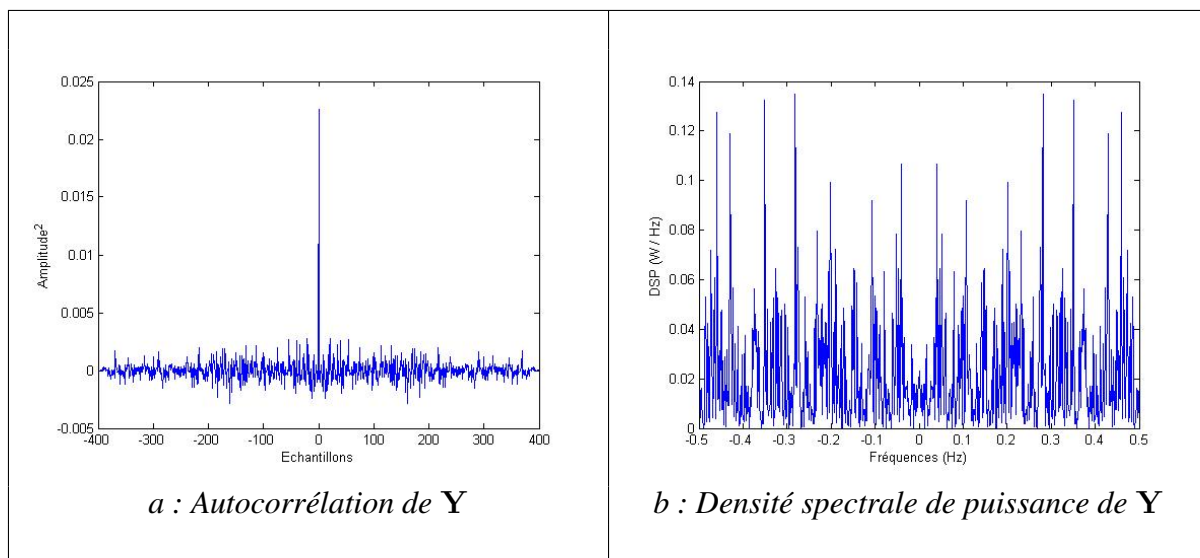 0.025
0.02
0.015
0.01
0.005
0
-0.005
Amplitude²
-400 -300 -200 -100 0 100 200 300 400
Echantillons
a : Autocorrélation de Y
0.14
0.12
0.1
0.08
0.06
0.04
0.02
0
DSP (W / Hz)
-0.5 -0.4 -0.3 -0.2 -0.1 0 0.1 0.2 0.3 0.4 0.5
Fréquences (Hz)
b : Densité spectrale de puissance de Y